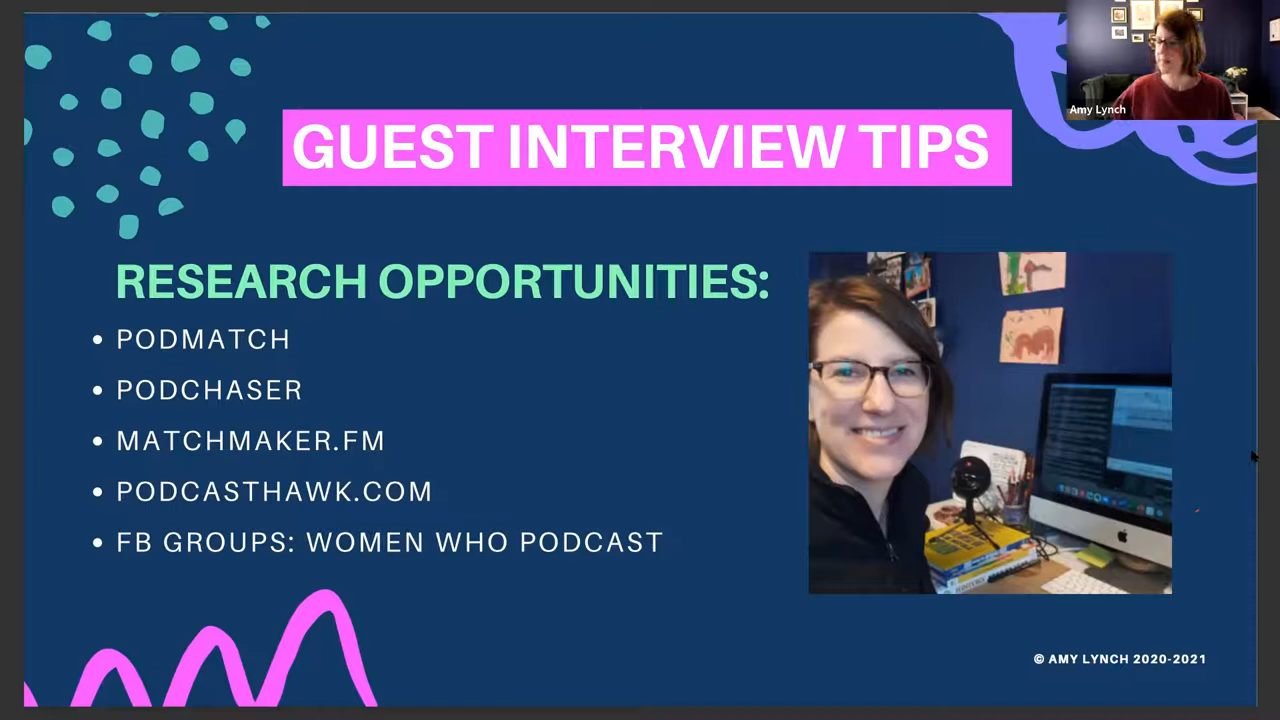 Amy Lynch
GUEST INTERVIEW TIPS
RESEARCH OPPORTUNITIES:
• PODMATCH
• PODCHASER
• MATCHMAKER.FM
• PODCASTHAWK.COM
• FB GROUPS: WOMEN WHO PODCAST
© AMY LYNCH 2020-2021